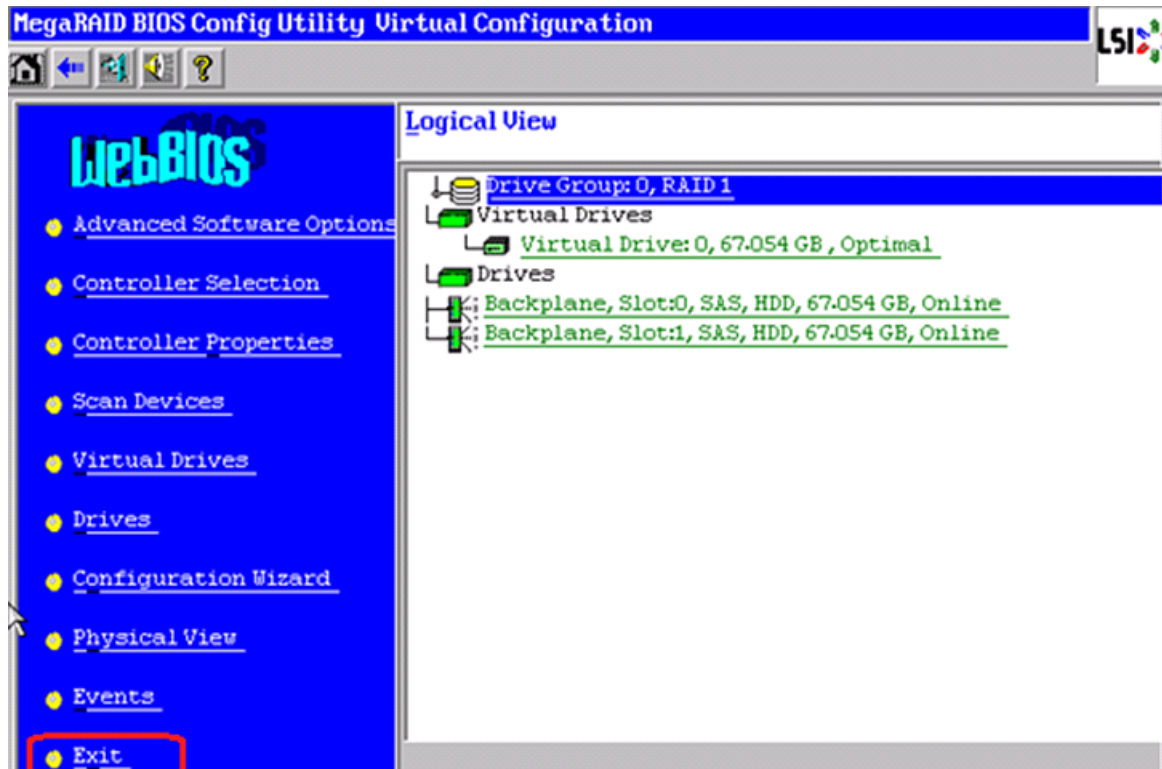 MegaRAID BIOS Config Utility Virtual Configuration
LSI
?
WebBIOS
Advanced Software Options
Controller Selection
Controller Properties
Scan Devices
Virtual Drives
Drives
Configuration Wizard
Physical View
Events
Exit
Logical View
Drive Group: 0, RAID 1
Virtual Drives
Virtual Drive: 0, 67.054 GB , Optimal
Drives
Backplane, Slot:0, SAS, HDD, 67.054 GB, Online
Backplane, Slot:1, SAS, HDD, 67.054 GB, Online